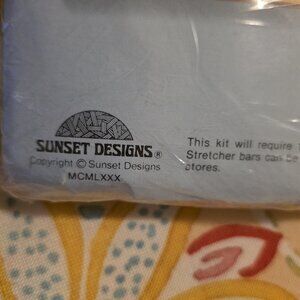 SUNSET DESIGNS®
Copyright © Sunset Designs
MCMLXXX
This kit will require
Stretcher bars can be
stores.